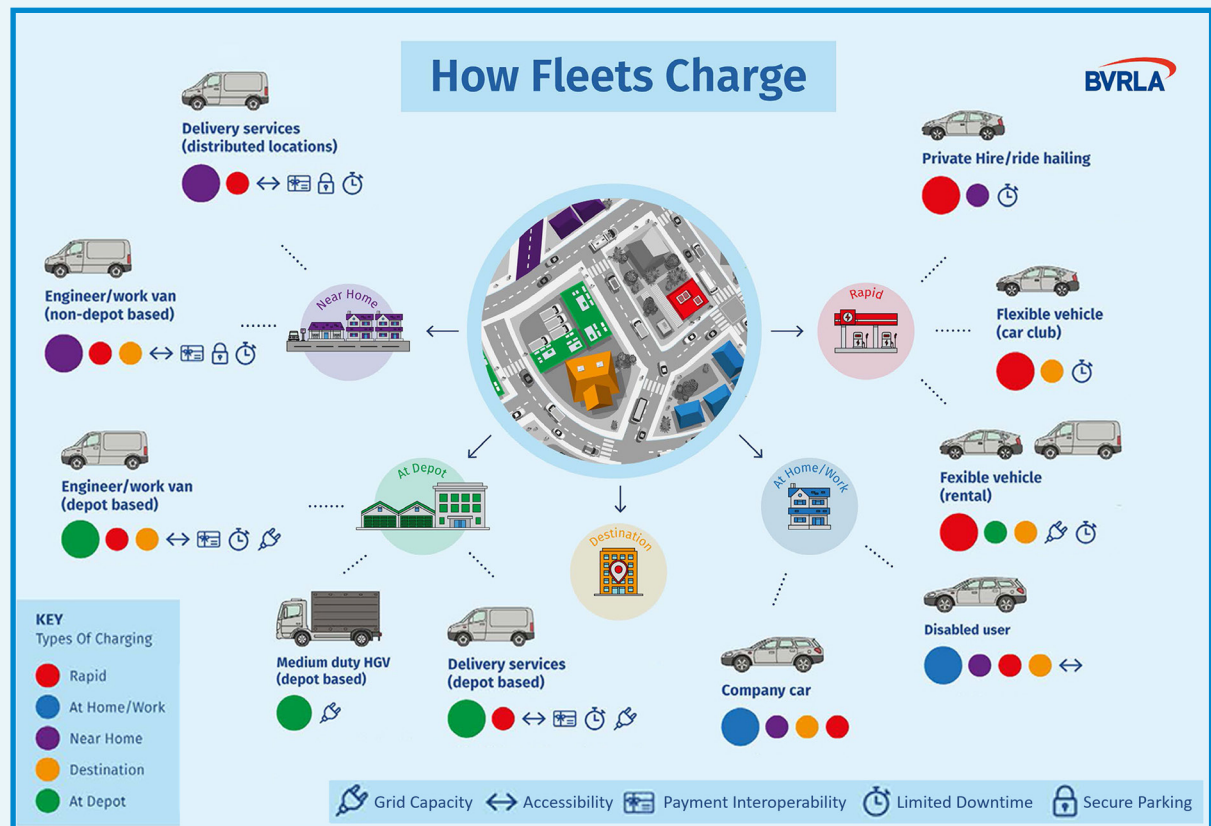 How Fleets Charge
BVRLA
Delivery services
(distributed locations)
Private Hire/ride hailing
Engineer/work van
(non-depot based)
Near Home
Rapid
Flexible vehicle
(car club)
Engineer/work van
(depot based)
At Depot
At Home/Work
Fexible vehicle
(rental)
Destination
Medium duty HGV
(depot based)
Delivery services
(depot based)
Company car
Disabled user
KEY
Types Of Charging
Rapid
At Home/Work
Near Home
Destination
At Depot
Grid Capacity
Accessibility
Payment Interoperability
Limited Downtime
Secure Parking